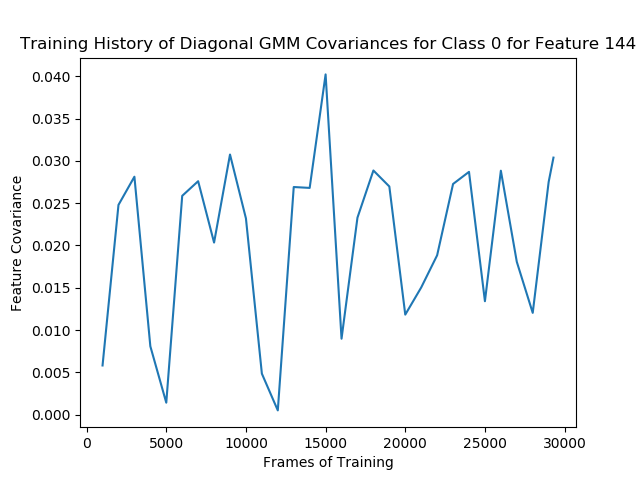 Training History of Diagonal GMM Covariances for Class 0 for Feature 144
0.040
0.035
0.030
0.025
0.020
0.015
0.010
0.005
0.000
Feature Covariance
0 5000 10000 15000 20000 25000 30000
Frames of Training